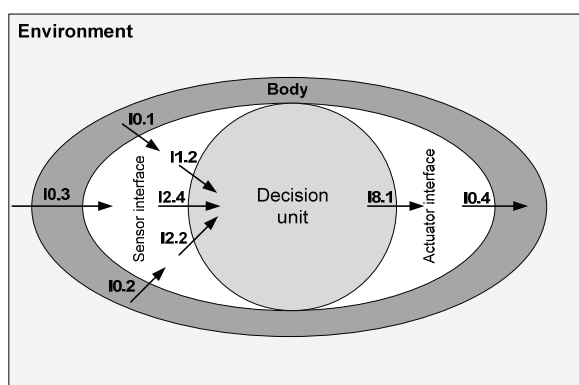 Environment
Body
I0.1
I1.2
I0.3
Sensor interface
I2.4
Decision
unit
I8.1
Actuator interface
I0.4
I2.2
I0.2